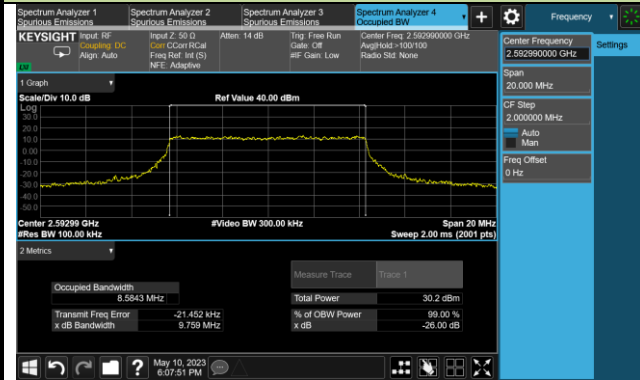 Spectrum Analyzer 1
Spurious Emissions
Spectrum Analyzer 2
Spurious Emissions
Spectrum Analyzer 3
Spurious Emissions
Spectrum Analyzer 4
Occupied BW
Frequency
KEYSIGHT
Input: RF
Coupling: DC
Align: Auto
Input Z: 50 Ω
Corr CCorr RCal
Freq Ref: Int (S)
NFE: Adaptive
Atten: 14 dB
Trig: Free Run
Gate: Off
#IF Gain: Low
Center Freq: 2.592990000 GHz
Avg|Hold:>100/100
Radio Std: None
Center Frequency
2.592990000 GHz
Settings
Span
20.000 MHz
CF Step
2.000000 MHz
Auto
Man
Freq Offset
0 Hz
1 Graph
Scale/Div 10.0 dB
Ref Value 40.00 dBm
Log
30.0
20.0
10.0
0.00
-10.0
-20.0
-30.0
-40.0
-50.0
Center 2.59299 GHz
#Video BW 300.00 kHz
Span 20 MHz
#Res BW 100.00 kHz
Sweep 2.00 ms (2001 pts)
2 Metrics
Measure Trace
Trace 1
Occupied Bandwidth
8.5843 MHz
Total Power
30.2 dBm
Transmit Freq Error
-21.452 kHz
% of OBW Power
99.00 %
x dB Bandwidth
9.759 MHz
x dB
-26.00 dB
May 10, 2023
6:07:51 PM